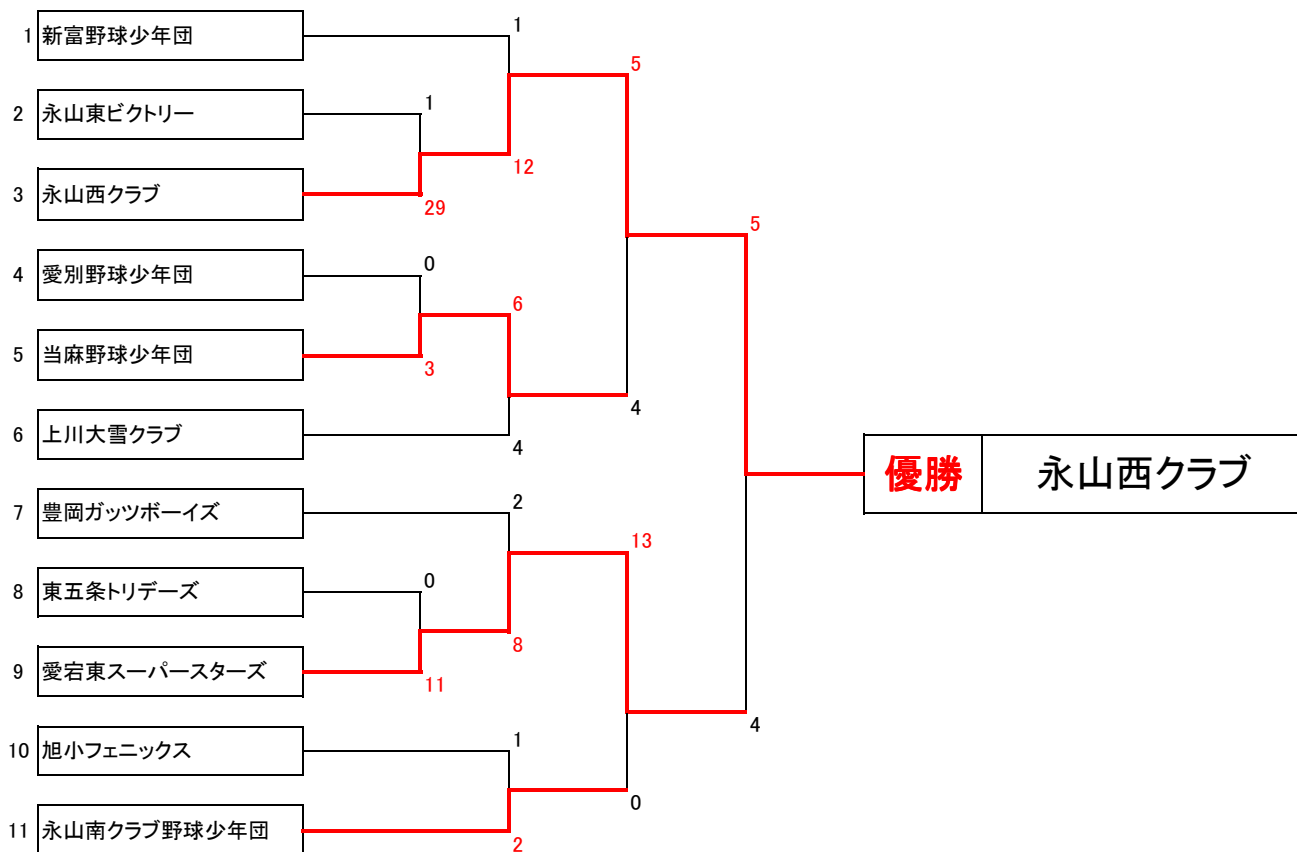 1
1 新富野球少年団
5
2 永山東ビクトリー
1
12
3 永山西クラブ
29
5
4 愛別野球少年団
0
6
5 当麻野球少年団
3
4
6 上川大雪クラブ
4
優勝 永山西クラブ
7 豊岡ガッツボーイズ
2
13
8 東五条トリデーズ
0
8
9 愛宕東スーパースターズ
11
4
10 旭小フェニックス
1
0
11 永山南クラブ野球少年団
2